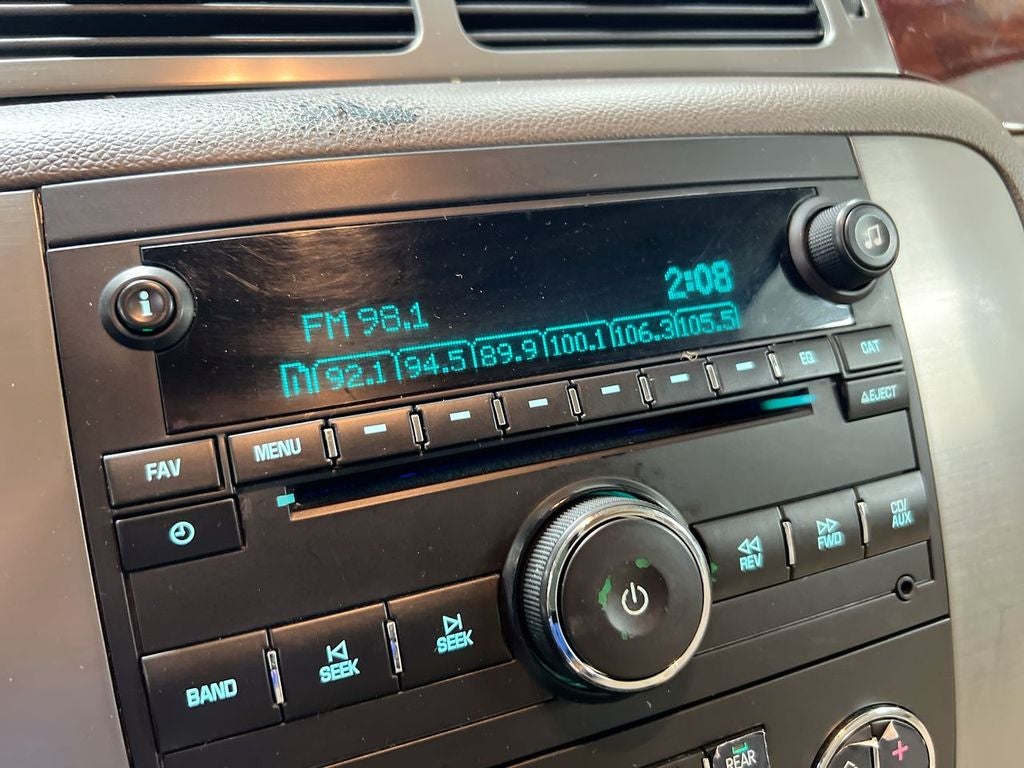 i
2:08
FM 98.1
1 92.1 94.5 89.9 100.1 106.3 105.5
FAV
MENU
EQ
CAT
EJECT
REV
FWD
CD/
AUX
BAND
SEEK
SEEK
REAR